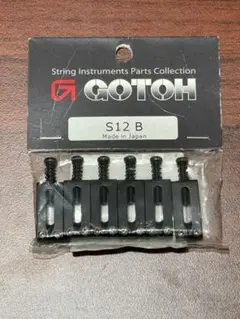 String Instruments Parts Collection
GOTOH
S12 B
Made in Japan